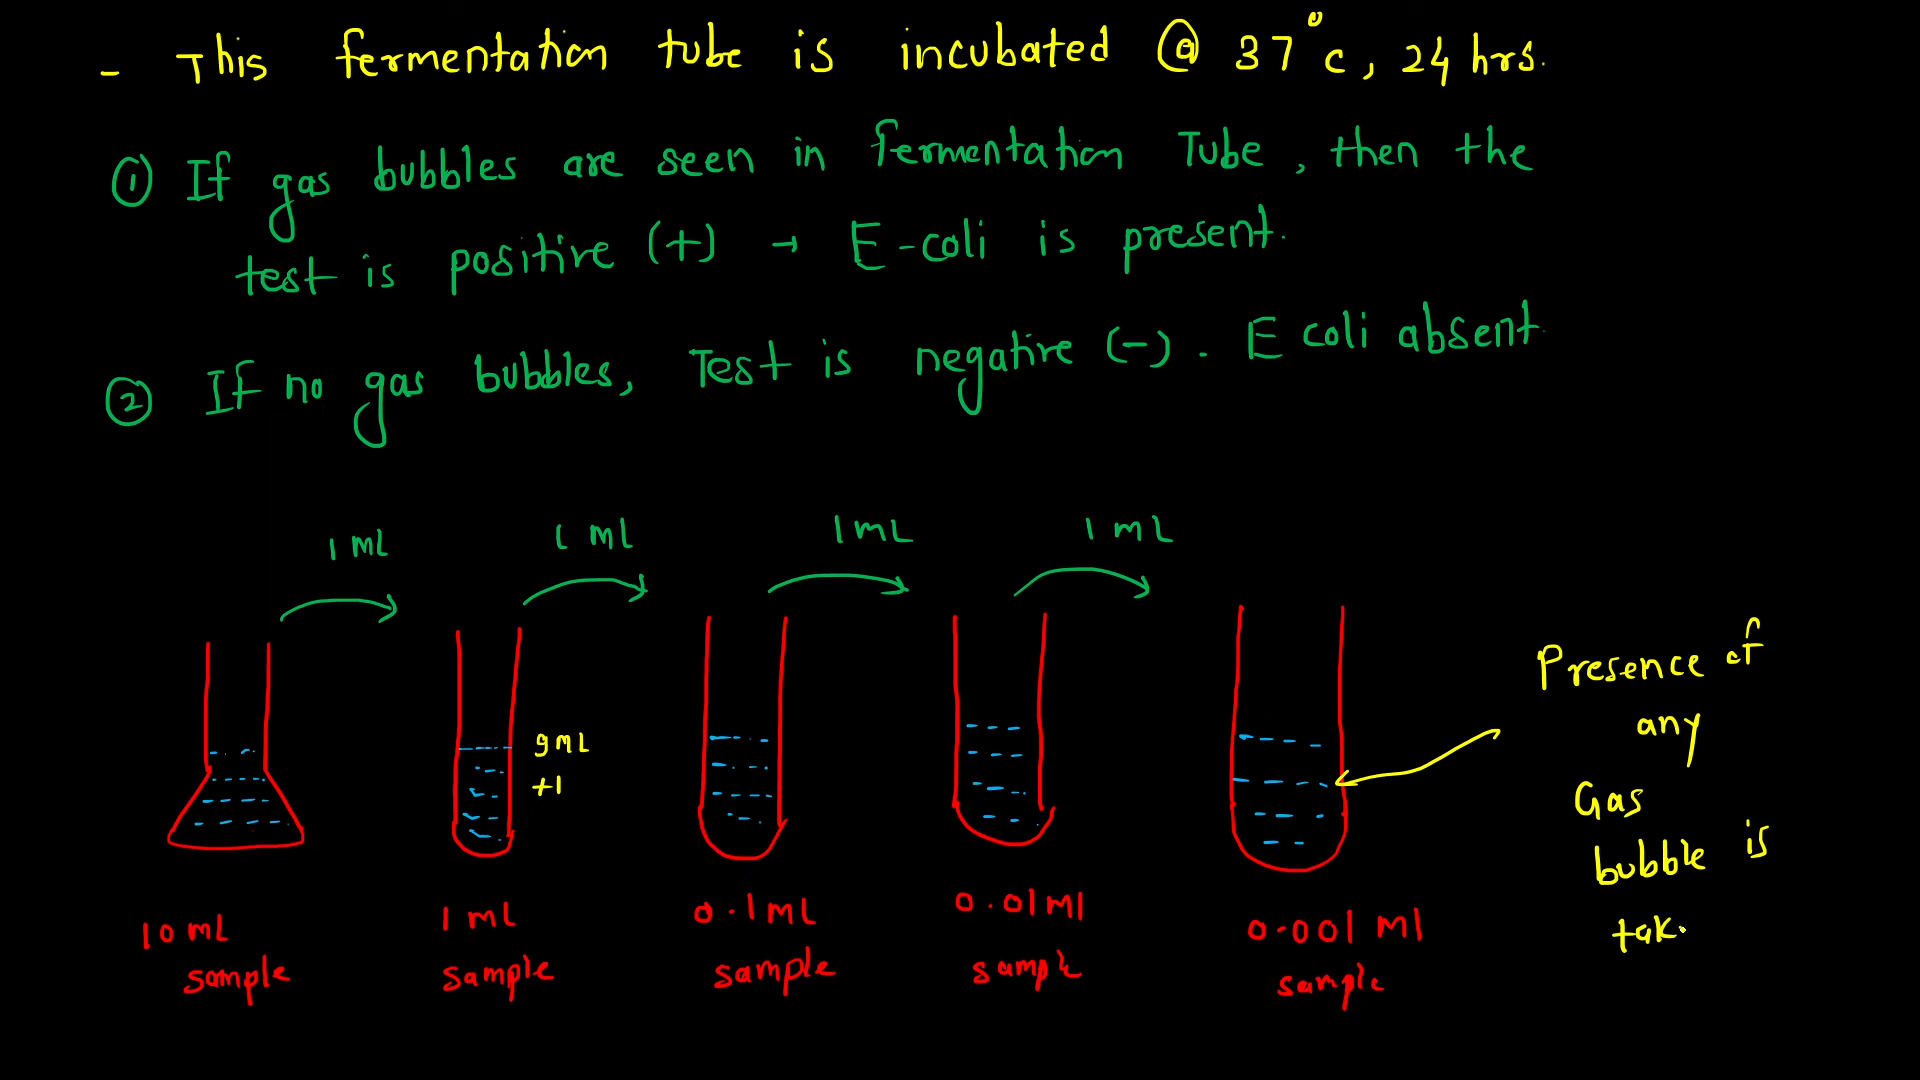 - This fermentation tube is incubated @ 37°c, 24 hrs.
① If gas bubbles are seen in fermentation Tube, then the
test is positive (+) → E-coli is present.
② If no gas bubbles, Test is negative (-). E coli absent.
1 ML
1 ML
1 ML
1 ML
9 ML
+1
Presence of
any
Gas
bubble is
tak.
10 ML
sample
1 ML
sample
0.1 ML
sample
0.01 Ml
sample
0.001 Ml
sample